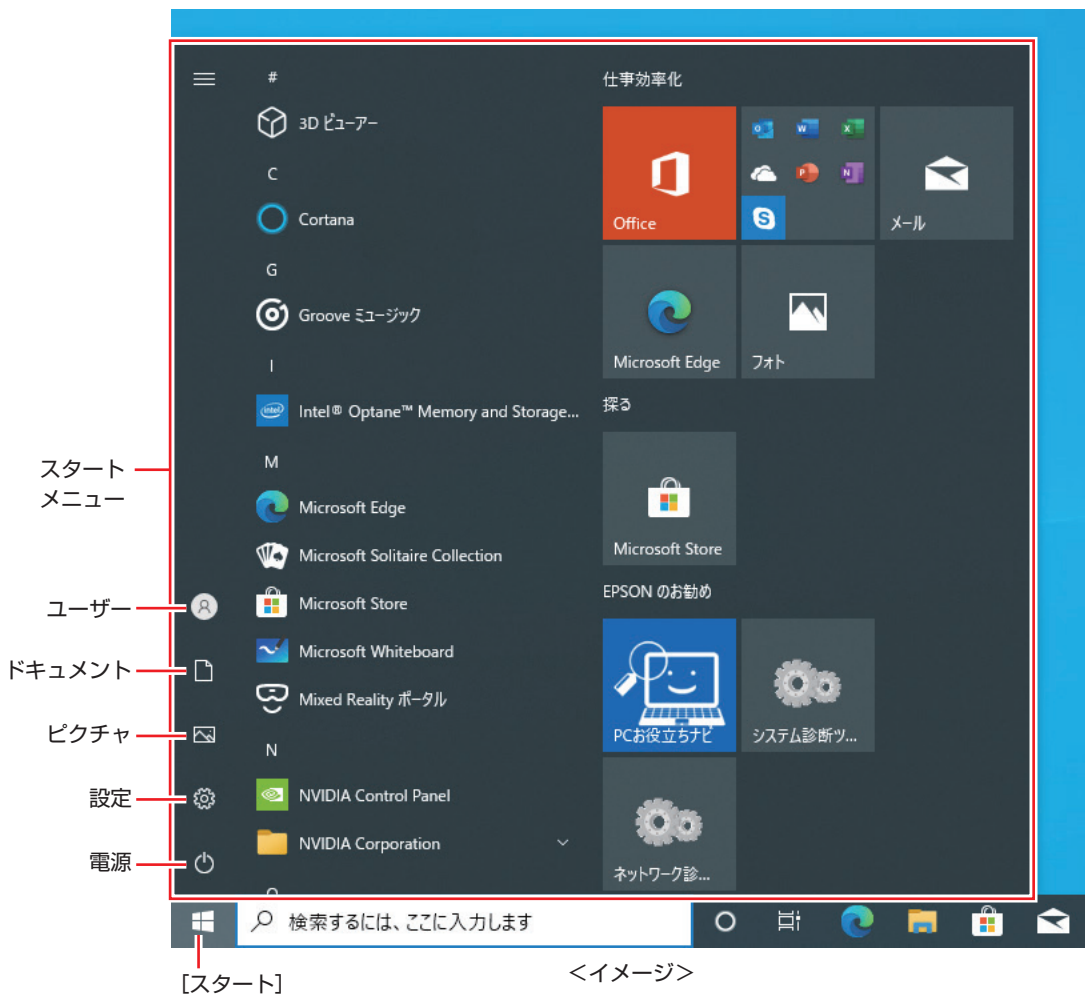 スタート
メニュー
ユーザー
ドキュメント
ピクチャ
設定
電源
#
3D ビューアー
C
Cortana
G
Groove ミュージック
I
intel
Intel® Optane™ Memory and Storage...
M
Microsoft Edge
Microsoft Solitaire Collection
Microsoft Store
Microsoft Whiteboard
Mixed Reality ポータル
N
NVIDIA Control Panel
NVIDIA Corporation
仕事効率化
Office
メール
Microsoft Edge
フォト
探る
Microsoft Store
EPSON のお勧め
PCお役立ちナビ
システム診断ツ...
ネットワーク診...
検索するには、ここに入力します
[スタート]
<イメージ>